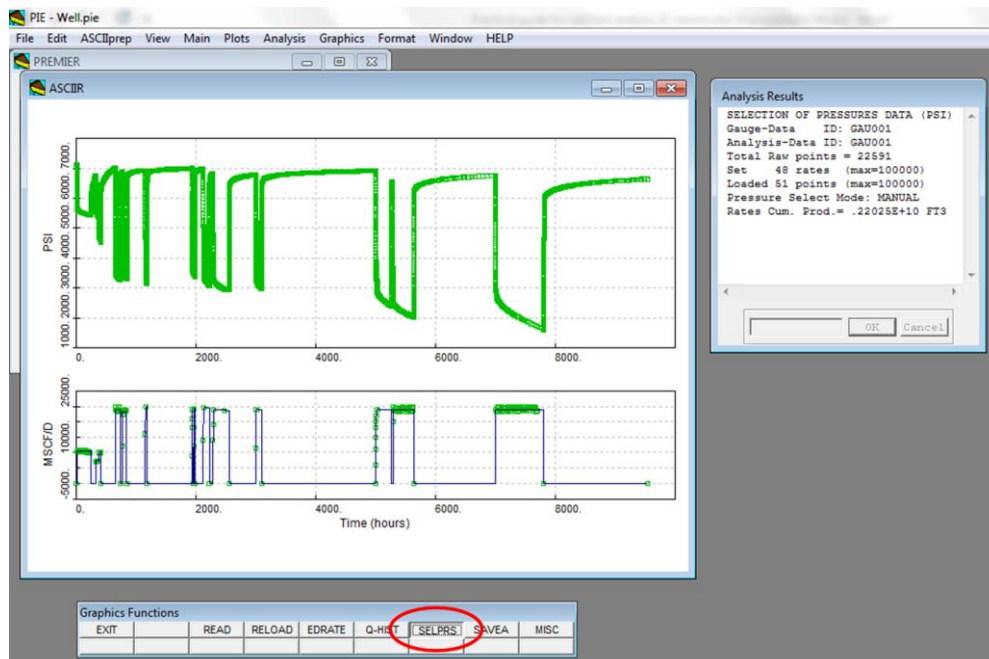 PIE - Well.pie
File Edit ASCIIprep View Main Plots Analysis Graphics Format Window HELP
PREMIER
ASCIIR
Analysis Results
SELECTION OF PRESSURES DATA (PSI)
Gauge-Data ID: GAU001
Analysis-Data ID: GAU001
Total Raw points = 22591
Set 48 rates (max=100000)
Loaded 51 points (max=100000)
Pressure Select Mode: MANUAL
Rates Cum. Prod.= .22025E+10 FT3
OK Cancel
PSI
7000.
6000.
5000.
4000.
3000.
2000.
1000.
0. 2000. 4000. 6000. 8000.
MSCF/D
25000.
10000.
-5000.
0. 2000. 4000. 6000. 8000.
Time (hours)
Graphics Functions
EXIT READ RELOAD EDRATE Q-HIST SELPRS SAVEA MISC